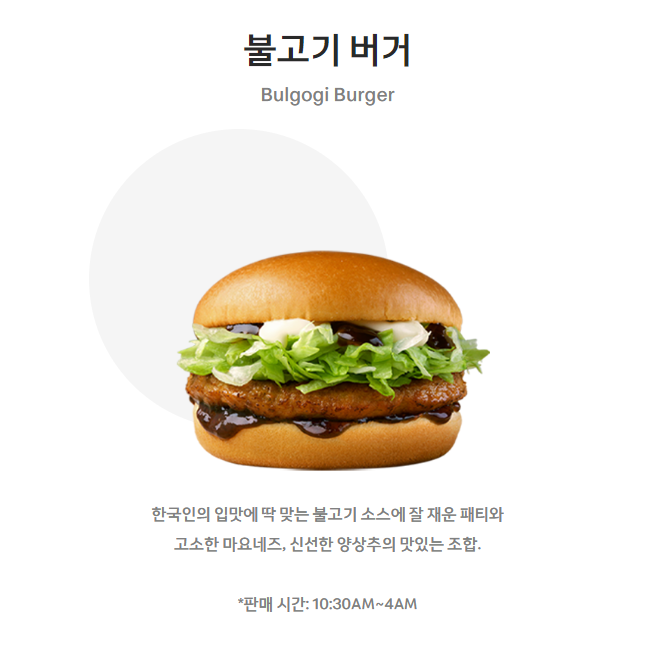 불고기 버거
Bulgogi Burger
한국인의 입맛에 딱 맞는 불고기 소스에 잘 재운 패티와
고소한 마요네즈, 신선한 양상추의 맛있는 조합.
*판매 시간: 10:30AM~4AM